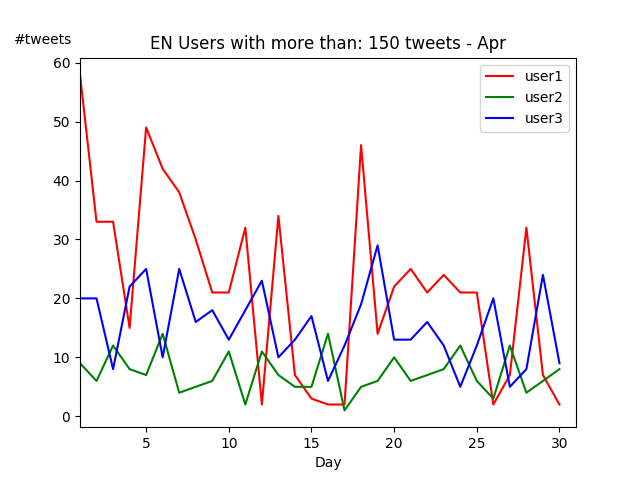 #tweets
EN Users with more than: 150 tweets - Apr
user1
user2
user3
60
50
40
30
20
10
0
5 10 15 20 25 30
Day